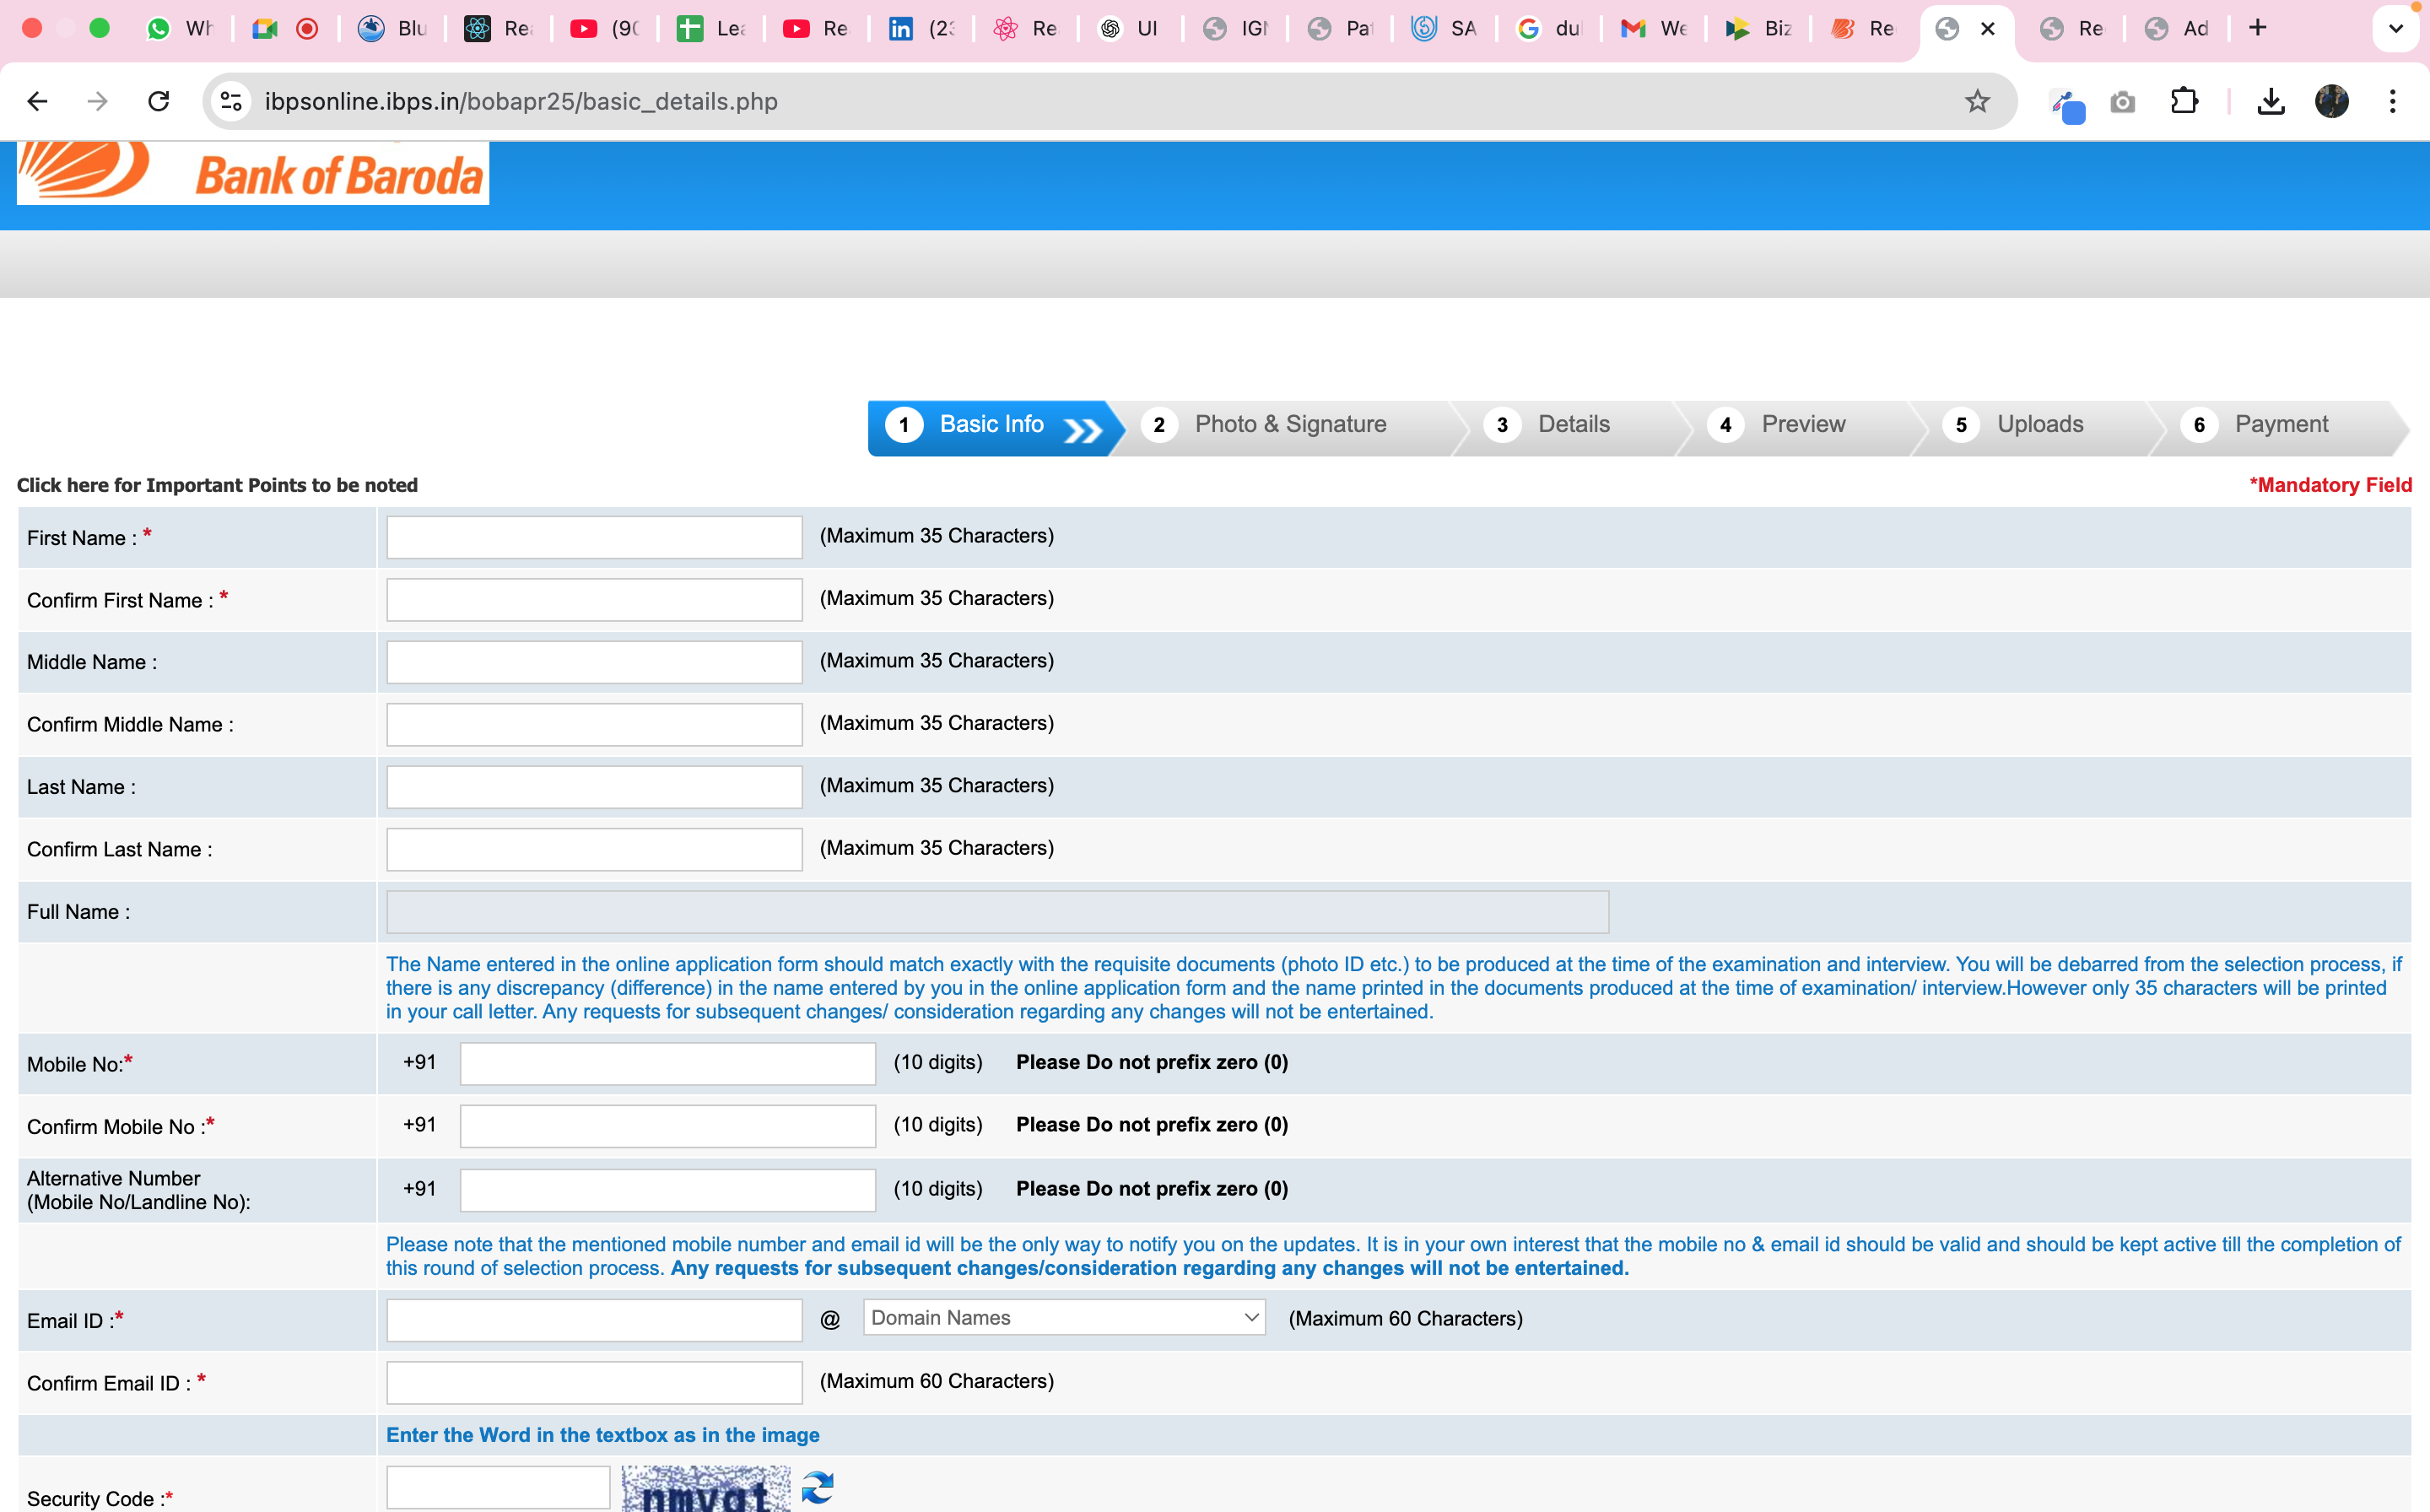 Wh
Blu
Re
(90
Lea
Re
in (23
Re
UI
IGN
Pat
SA
dul
We
Biz
Re
Re
Ad
ibpsonline.ibps.in/bobapr25/basic_details.php
Bank of Baroda
1 Basic Info
2 Photo & Signature
3 Details
4 Preview
5 Uploads
6 Payment
Click here for Important Points to be noted
*Mandatory Field
First Name : * (Maximum 35 Characters)
Confirm First Name : * (Maximum 35 Characters)
Middle Name : (Maximum 35 Characters)
Confirm Middle Name : (Maximum 35 Characters)
Last Name : (Maximum 35 Characters)
Confirm Last Name : (Maximum 35 Characters)
Full Name :
The Name entered in the online application form should match exactly with the requisite documents (photo ID etc.) to be produced at the time of the examination and interview. You will be debarred from the selection process, if
there is any discrepancy (difference) in the name entered by you in the online application form and the name printed in the documents produced at the time of examination/ interview.However only 35 characters will be printed
in your call letter. Any requests for subsequent changes/ consideration regarding any changes will not be entertained.
Mobile No:* +91 (10 digits) Please Do not prefix zero (0)
Confirm Mobile No :* +91 (10 digits) Please Do not prefix zero (0)
Alternative Number
(Mobile No/Landline No): +91 (10 digits) Please Do not prefix zero (0)
Please note that the mentioned mobile number and email id will be the only way to notify you on the updates. It is in your own interest that the mobile no & email id should be valid and should be kept active till the completion of
this round of selection process. Any requests for subsequent changes/consideration regarding any changes will not be entertained.
Email ID :* @ Domain Names (Maximum 60 Characters)
Confirm Email ID : * (Maximum 60 Characters)
Enter the Word in the textbox as in the image
Security Code :*